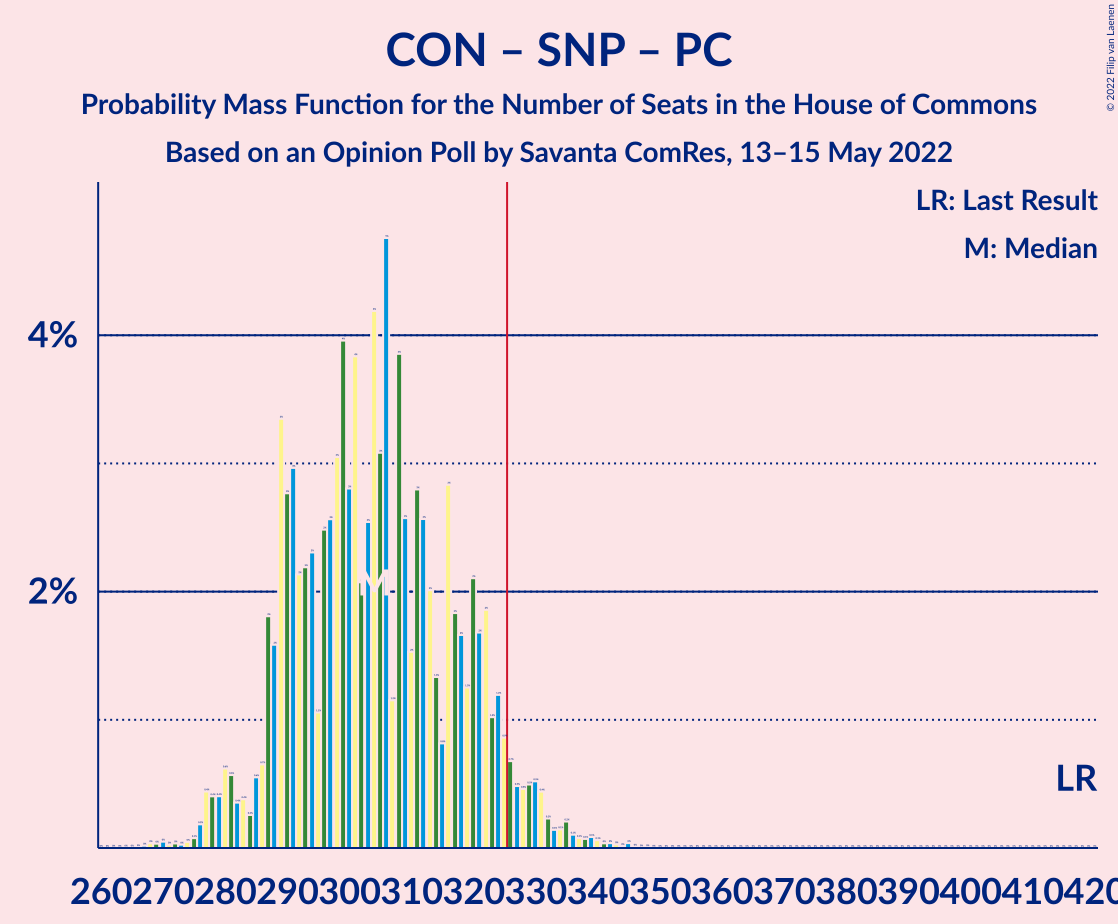 CON – SNP – PC
Probability Mass Function for the Number of Seats in the House of Commons
Based on an Opinion Poll by Savanta ComRes, 13–15 May 2022
© 2022 Filip van Laenen
LR: Last Result
M: Median
4%
2%
M
LR
260270280290300310320330340350360370380390400410420